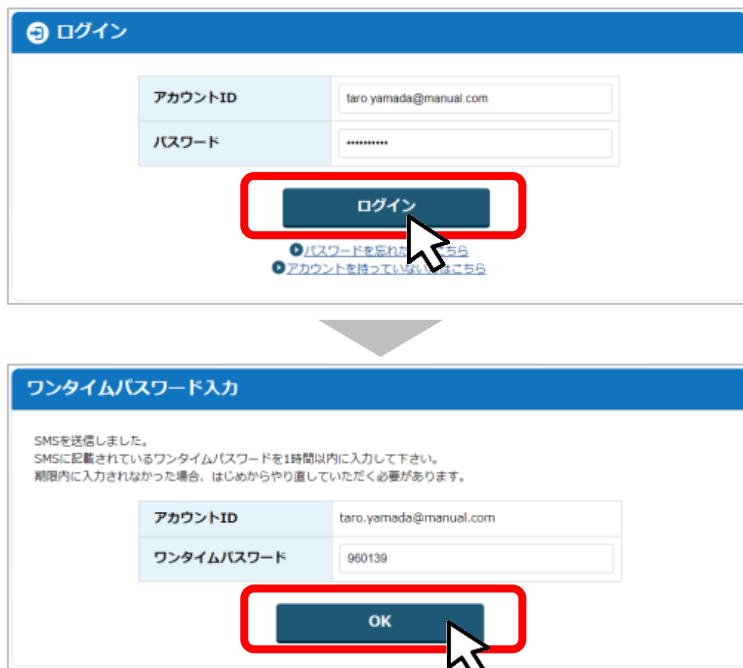 ログイン
アカウントID
taro.yamada@manual.com
パスワード
••••••••••
ログイン
パスワードを忘れた こちら
アカウントを持っていない はこちら
ワンタイムパスワード入力
SMSを送信しました。
SMSに記載されているワンタイムパスワードを1時間以内に入力して下さい。
期限内に入力されなかった場合、はじめからやり直していただく必要があります。
アカウントID
taro.yamada@manual.com
ワンタイムパスワード
960139
OK